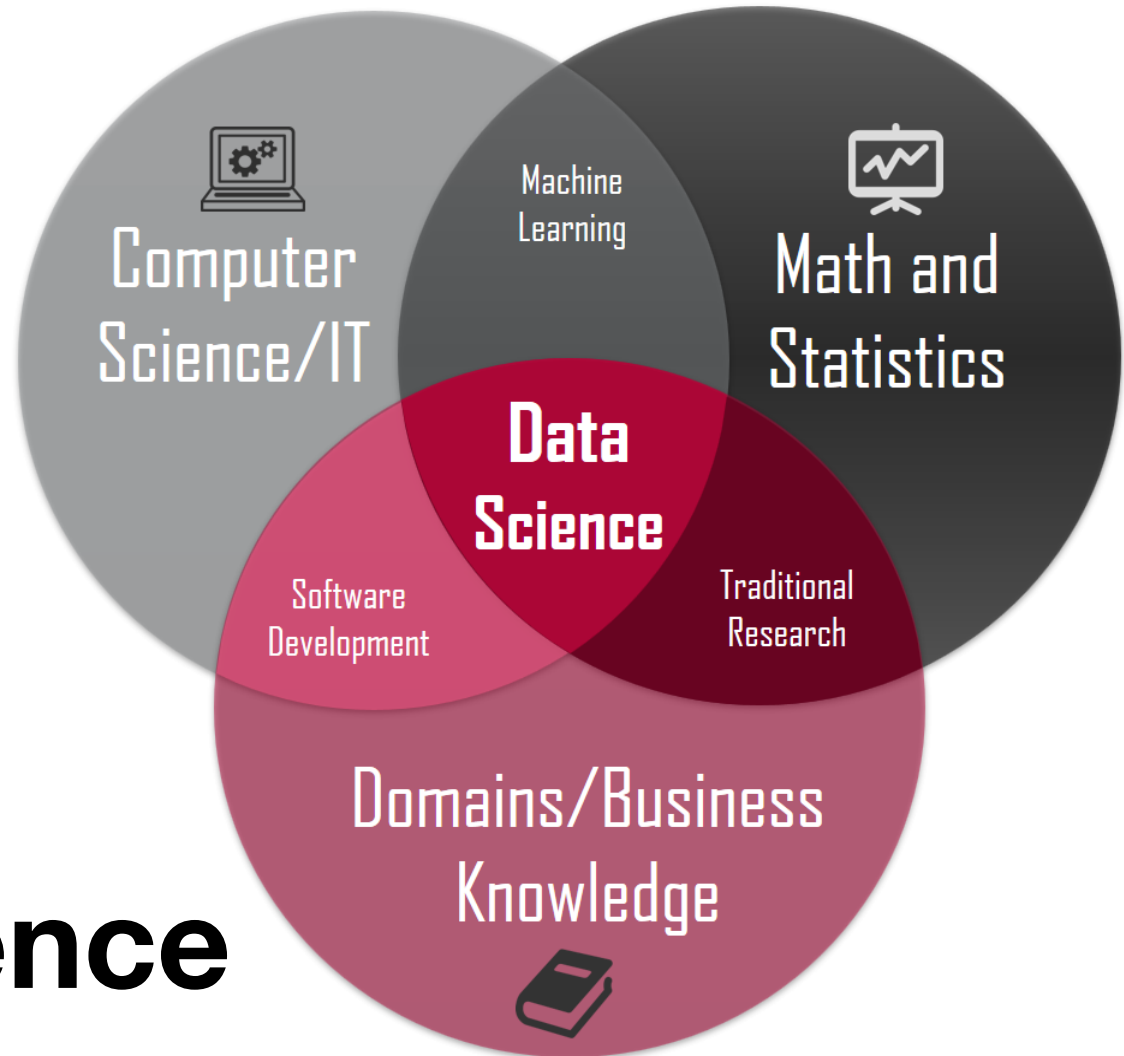 Machine
Learning
Computer
Science/IT
Math and
Statistics
Data
Science
Software
Development
Traditional
Research
Domains/Business
Knowledge
ence